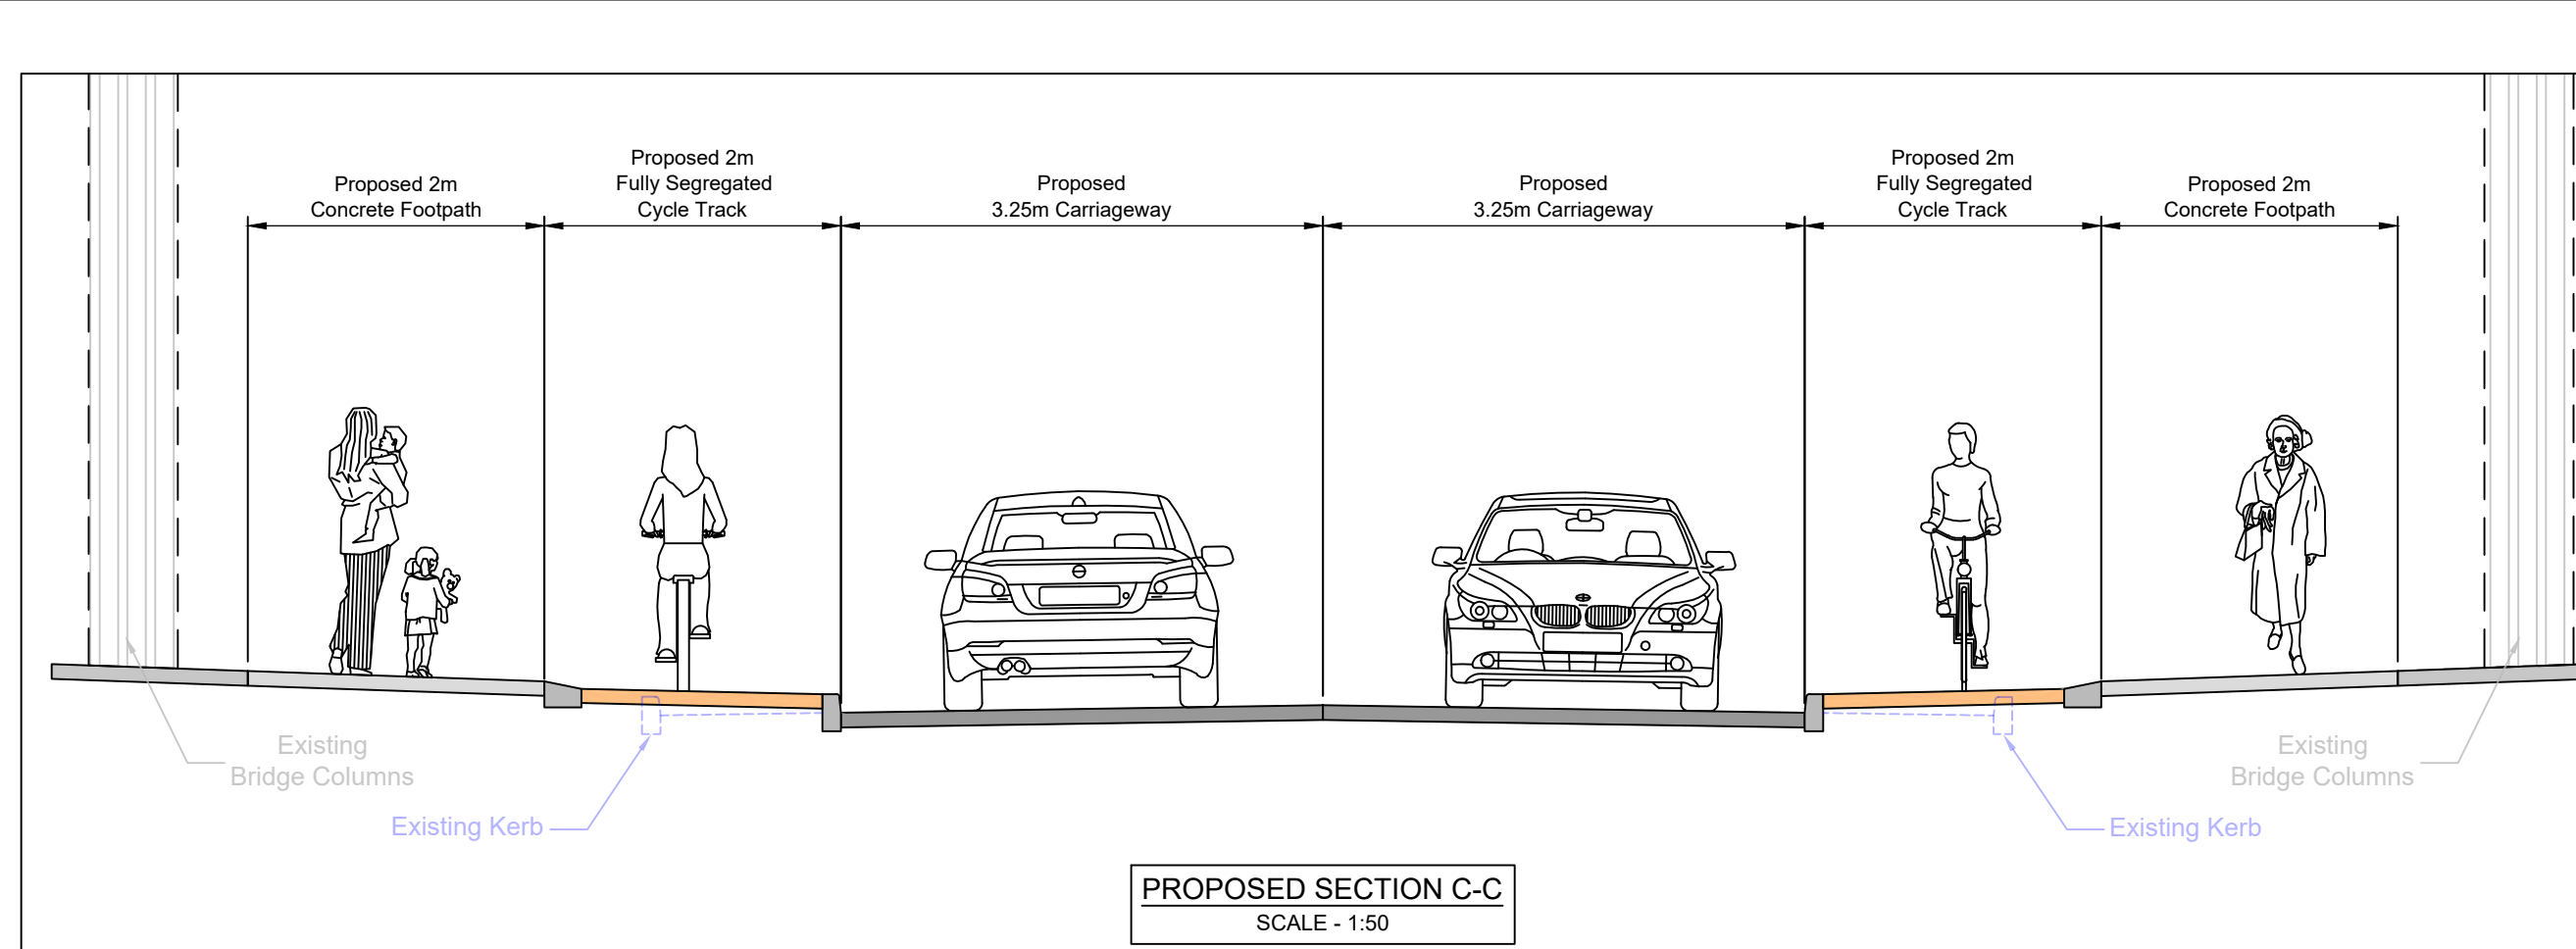 Proposed 2m
Concrete Footpath
Proposed 2m
Fully Segregated
Cycle Track
Proposed
3.25m Carriageway
Proposed
3.25m Carriageway
Proposed 2m
Fully Segregated
Cycle Track
Proposed 2m
Concrete Footpath
Existing
Bridge Columns
Existing Kerb
Existing
Bridge Columns
Existing Kerb
PROPOSED SECTION C-C
SCALE - 1:50